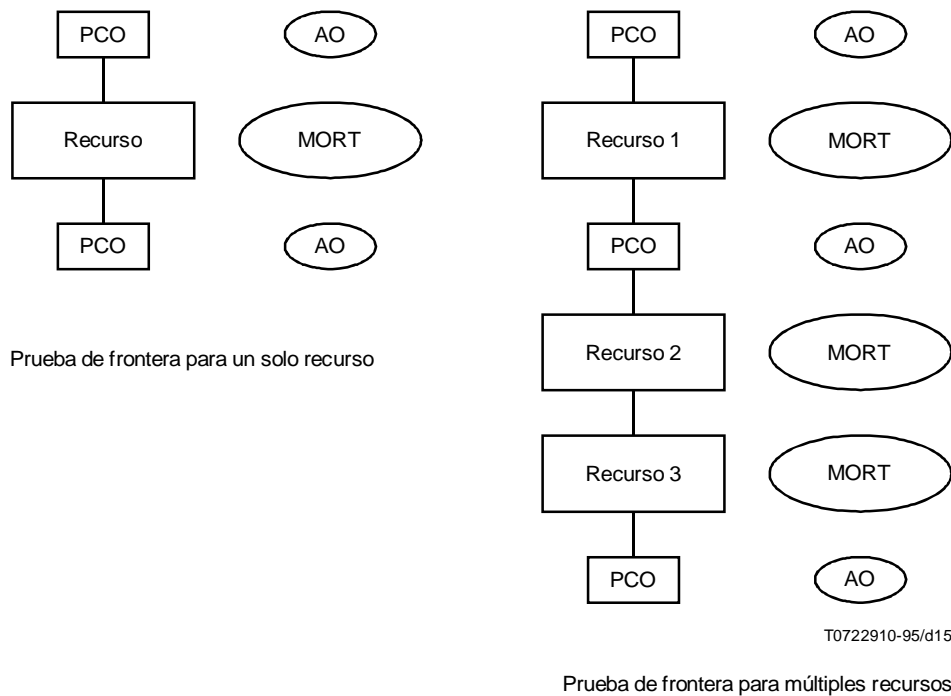 PCO AO
Recurso MORT
PCO AO
Prueba de frontera para un solo recurso
PCO AO
Recurso 1 MORT
PCO AO
Recurso 2 MORT
Recurso 3 MORT
PCO AO
T0722910-95/d15
Prueba de frontera para múltiples recursos